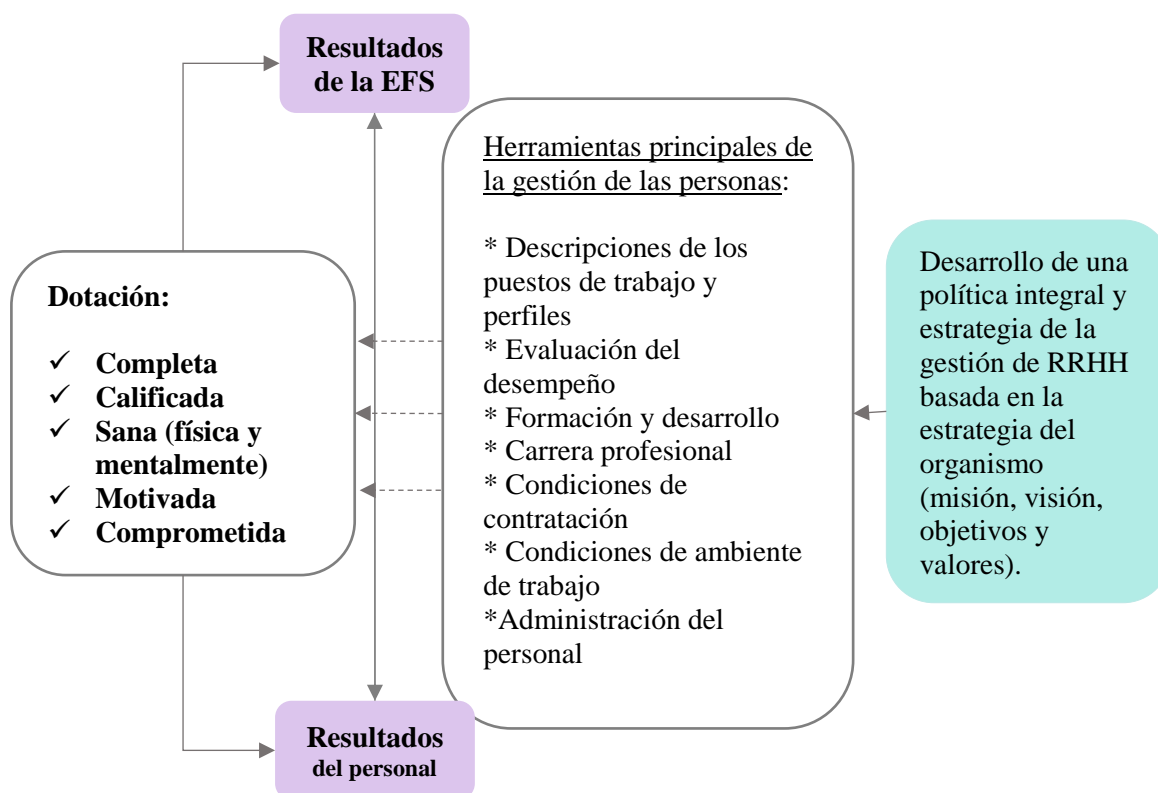 Resultados
de la EFS
Herramientas principales de
la gestión de las personas:
* Descripciones de los
puestos de trabajo y
perfiles
* Evaluación del
desempeño
* Formación y desarrollo
* Carrera profesional
* Condiciones de
contratación
* Condiciones de ambiente
de trabajo
*Administración del
personal
Dotación:
✓ Completa
✓ Calificada
✓ Sana (física y
mentalmente)
✓ Motivada
✓ Comprometida
Desarrollo de una
política integral y
estrategia de la
gestión de RRHH
basada en la
estrategia del
organismo
(misión, visión,
objetivos y
valores).
Resultados
del personal